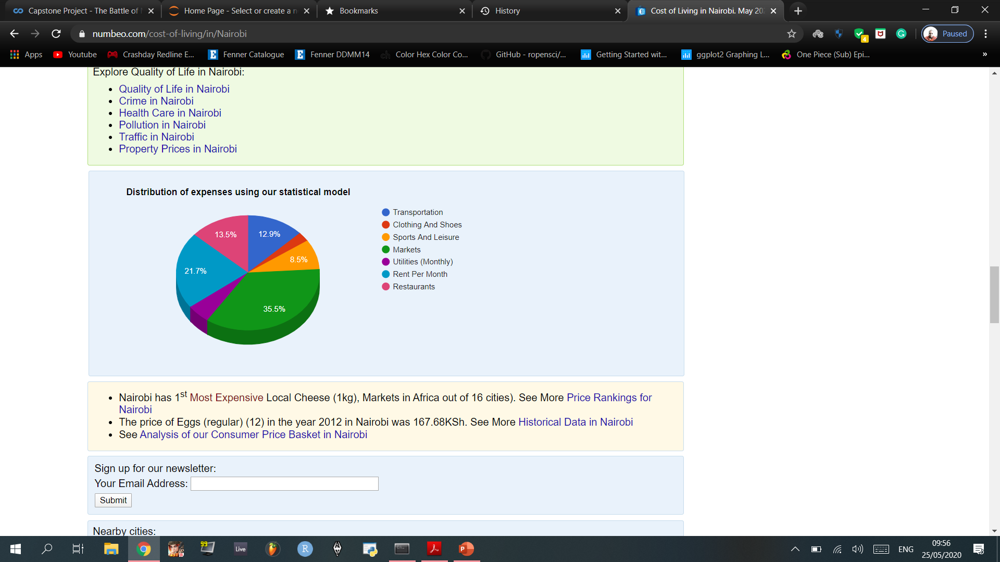 Capstone Project - The Battle of
Home Page - Select or create a n
Bookmarks
History
Cost of Living in Nairobi. May 20
numbeo.com/cost-of-living/in/Nairobi
4
Paused
Apps
Youtube
Crashday Redline E...
Fenner Catalogue
Fenner DDMM14
Color Hex Color Co...
GitHub - ropensci/...
Getting Started wit...
ggplot2 Graphing L...
One Piece (Sub) Epi...
»
Explore Quality of Life in Nairobi:
Quality of Life in Nairobi
Crime in Nairobi
Health Care in Nairobi
Pollution in Nairobi
Traffic in Nairobi
Property Prices in Nairobi
Distribution of expenses using our statistical model
13.5%
12.9%
8.5%
21.7%
35.5%
Transportation
Clothing And Shoes
Sports And Leisure
Markets
Utilities (Monthly)
Rent Per Month
Restaurants
Nairobi has 1st Most Expensive Local Cheese (1kg), Markets in Africa out of 16 cities). See More Price Rankings for
Nairobi
The price of Eggs (regular) (12) in the year 2012 in Nairobi was 167.68KSh. See More Historical Data in Nairobi
See Analysis of our Consumer Price Basket in Nairobi
Sign up for our newsletter:
Your Email Address:
Submit
Nearby cities:
99
Live
R
P
ENG
09:56
25/05/2020